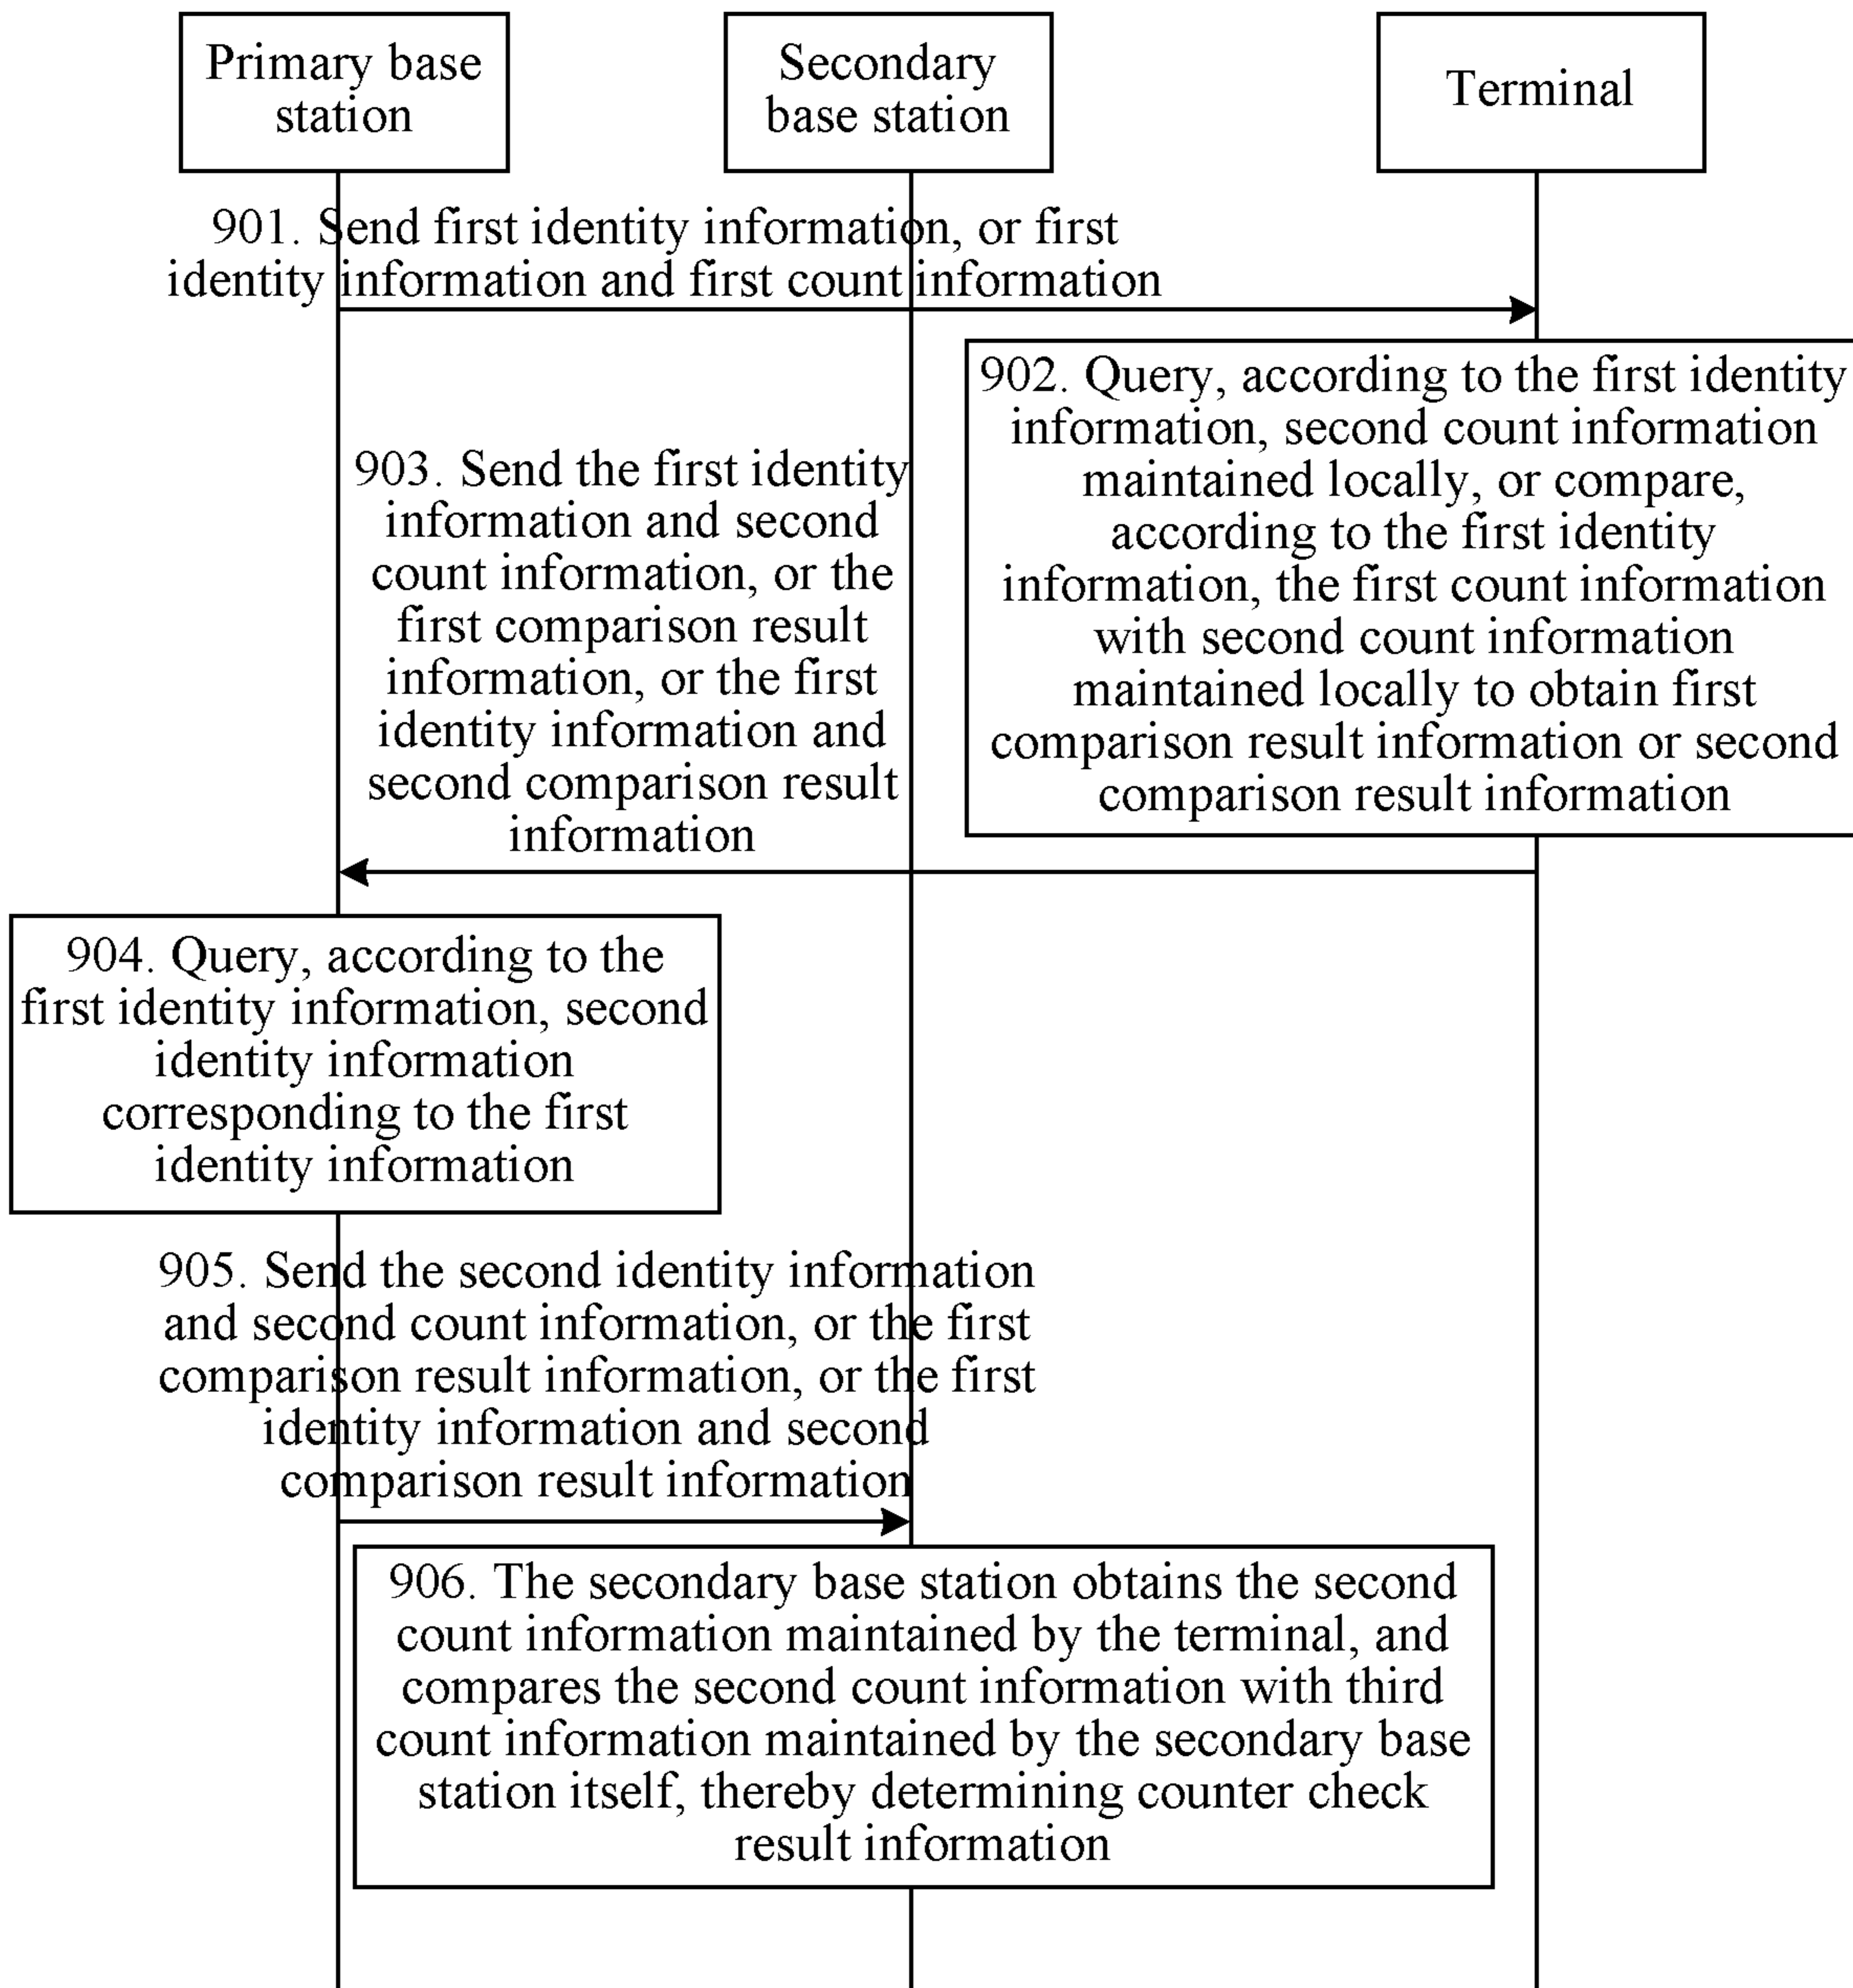 Primary base
station
Secondary
base station
Terminal
901. Send first identity information, or first
identity information and first count information
902. Query, according to the first identity
information, second count information
maintained locally, or compare,
according to the first identity
information, the first count information
with second count information
maintained locally to obtain first
comparison result information or second
comparison result information
903. Send the first identity
information and second
count information, or the
first comparison result
information, or the first
identity information and
second comparison result
information
904. Query, according to the
first identity information, second
identity information
corresponding to the first
identity information
905. Send the second identity information
and second count information, or the first
comparison result information, or the first
identity information and second
comparison result information
906. The secondary base station obtains the second
count information maintained by the terminal, and
compares the second count information with third
count information maintained by the secondary base
station itself, thereby determining counter check
result information